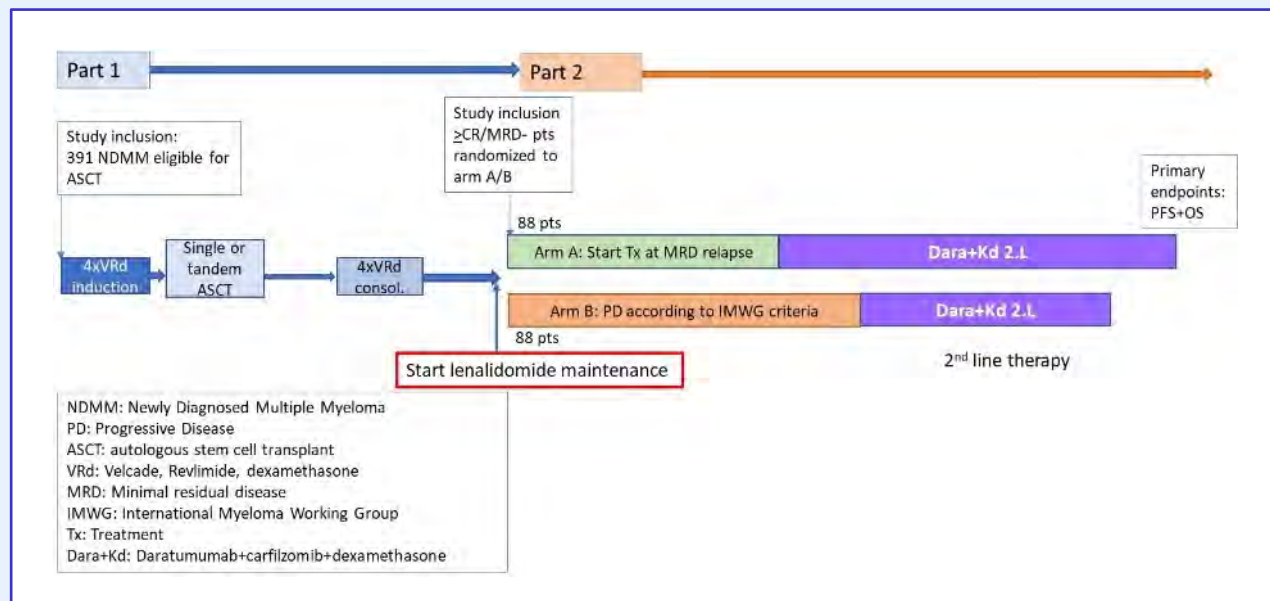 Part 1
Part 2
Study inclusion:
391 NDMM eligible for
ASCT
Study inclusion
≥CR/MRD- pts
randomized to
arm A/B
Primary
endpoints:
PFS+OS
88 pts
4xVRd
induction
Single or
tandem
ASCT
4xVRd
consol.
Arm A: Start Tx at MRD relapse
Dara+Kd 2.L
Arm B: PD according to IMWG criteria
Dara+Kd 2.L
88 pts
Start lenalidomide maintenance
2nd line therapy
NDMM: Newly Diagnosed Multiple Myeloma
PD: Progressive Disease
ASCT: autologous stem cell transplant
VRd: Velcade, Revlimide, dexamethasone
MRD: Minimal residual disease
IMWG: International Myeloma Working Group
Tx: Treatment
Dara+Kd: Daratumumab+carfilzomib+dexamethasone